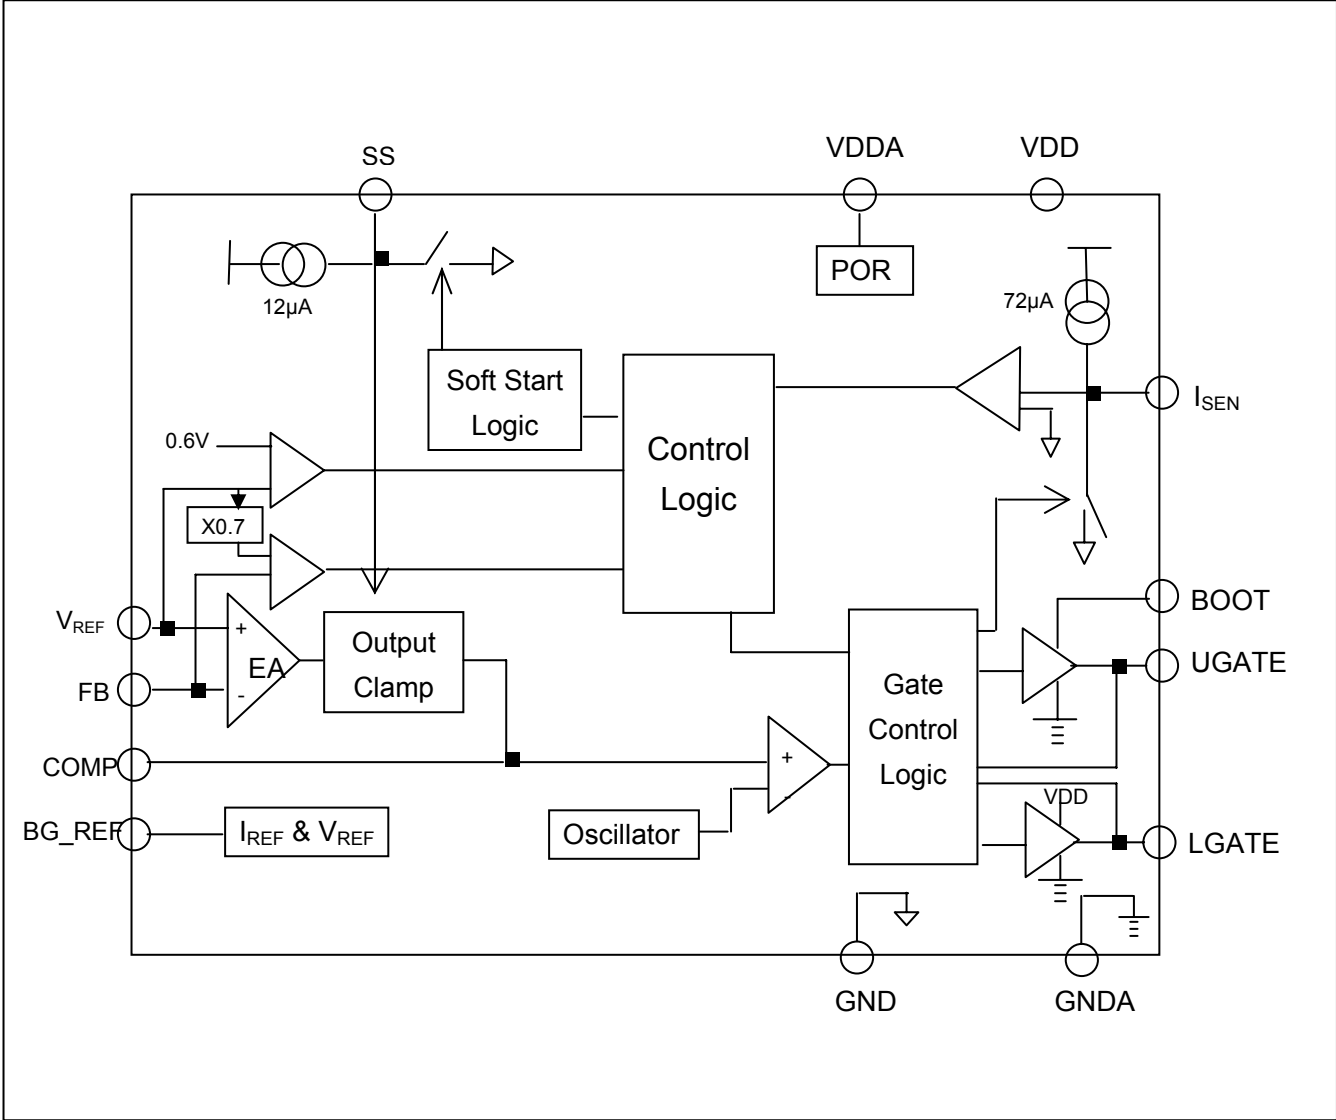 SS
VDDA
VDD
POR
12µA
72µA
Soft Start
Logic
I_SEN
0.6V
Control
Logic
X0.7
BOOT
V_REF
+
EA
-
Output
Clamp
UGATE
FB
Gate
Control
Logic
COMP
+
-
VDD
BG_REF
I_REF & V_REF
Oscillator
LGATE
GND
GNDA